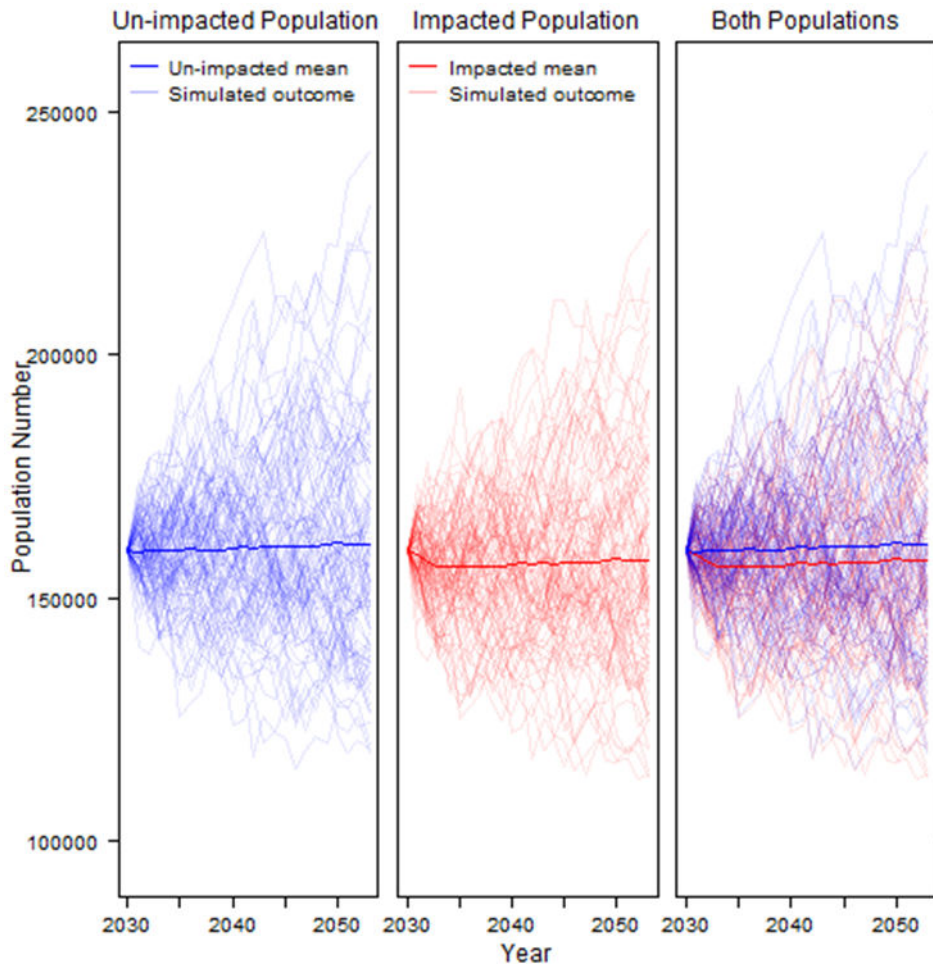 Un-impacted Population
Impacted Population
Both Populations
Un-impacted mean
Simulated outcome
Impacted mean
Simulated outcome
250000
200000
150000
100000
Population Number
2030
2040
2050
2030
2040
2050
2030
2040
2050
Year